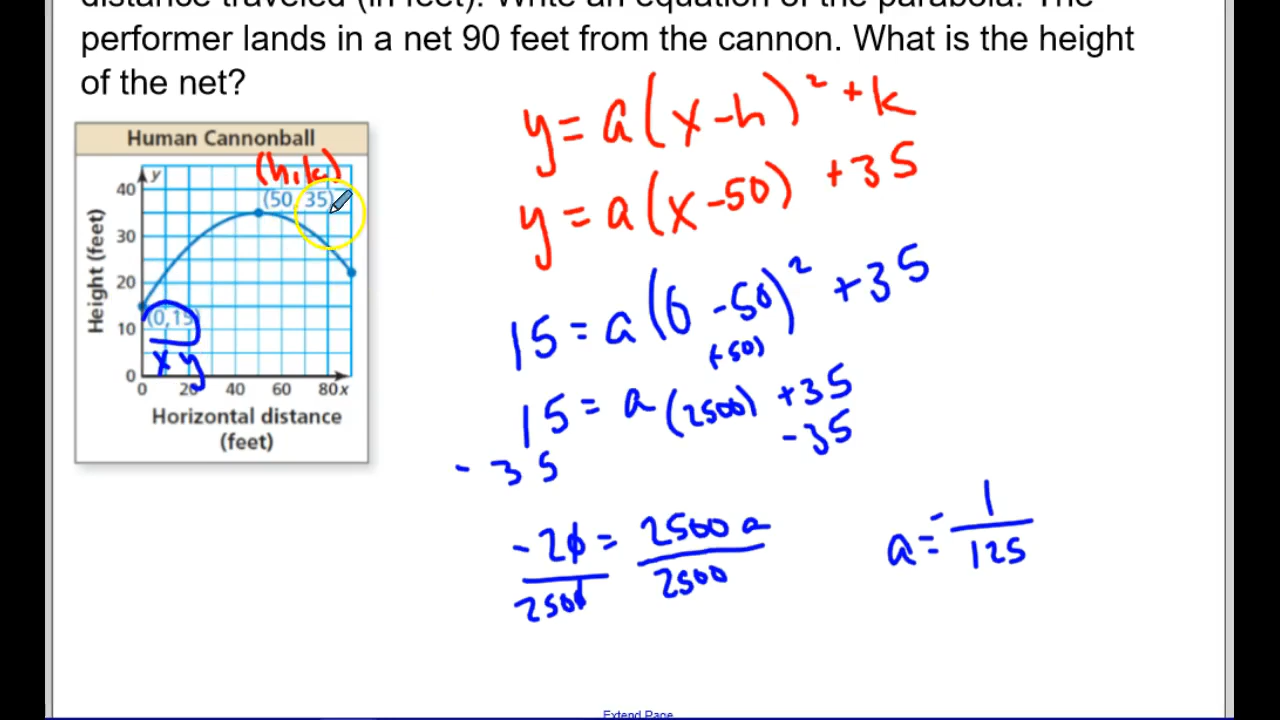 distance traveled (in feet). Write an equation of the parabola. The
performer lands in a net 90 feet from the cannon. What is the height
of the net?
Human Cannonball
(h,k)
(50, 35)
(0,15)
x y
y
40
30
20
10
0
0 20 40 60 80 x
Height (feet)
Horizontal distance
(feet)
y = a(x-h)² + k
y = a(x-50) + 35
15 = a(0-50)² + 35
(-50)
15 = a(2500) + 35
-35 -35
-20 = 2500a
2500 2500
a = -1/125
Extend Page